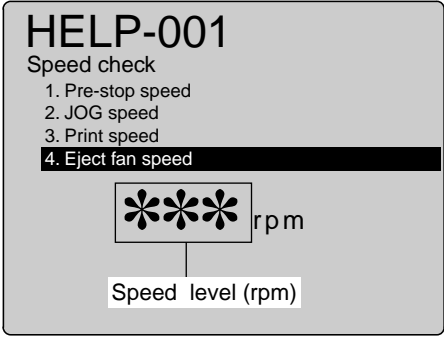 HELP-001
Speed check
1. Pre-stop speed
2. JOG speed
3. Print speed
4. Eject fan speed
*** rpm
Speed level (rpm)